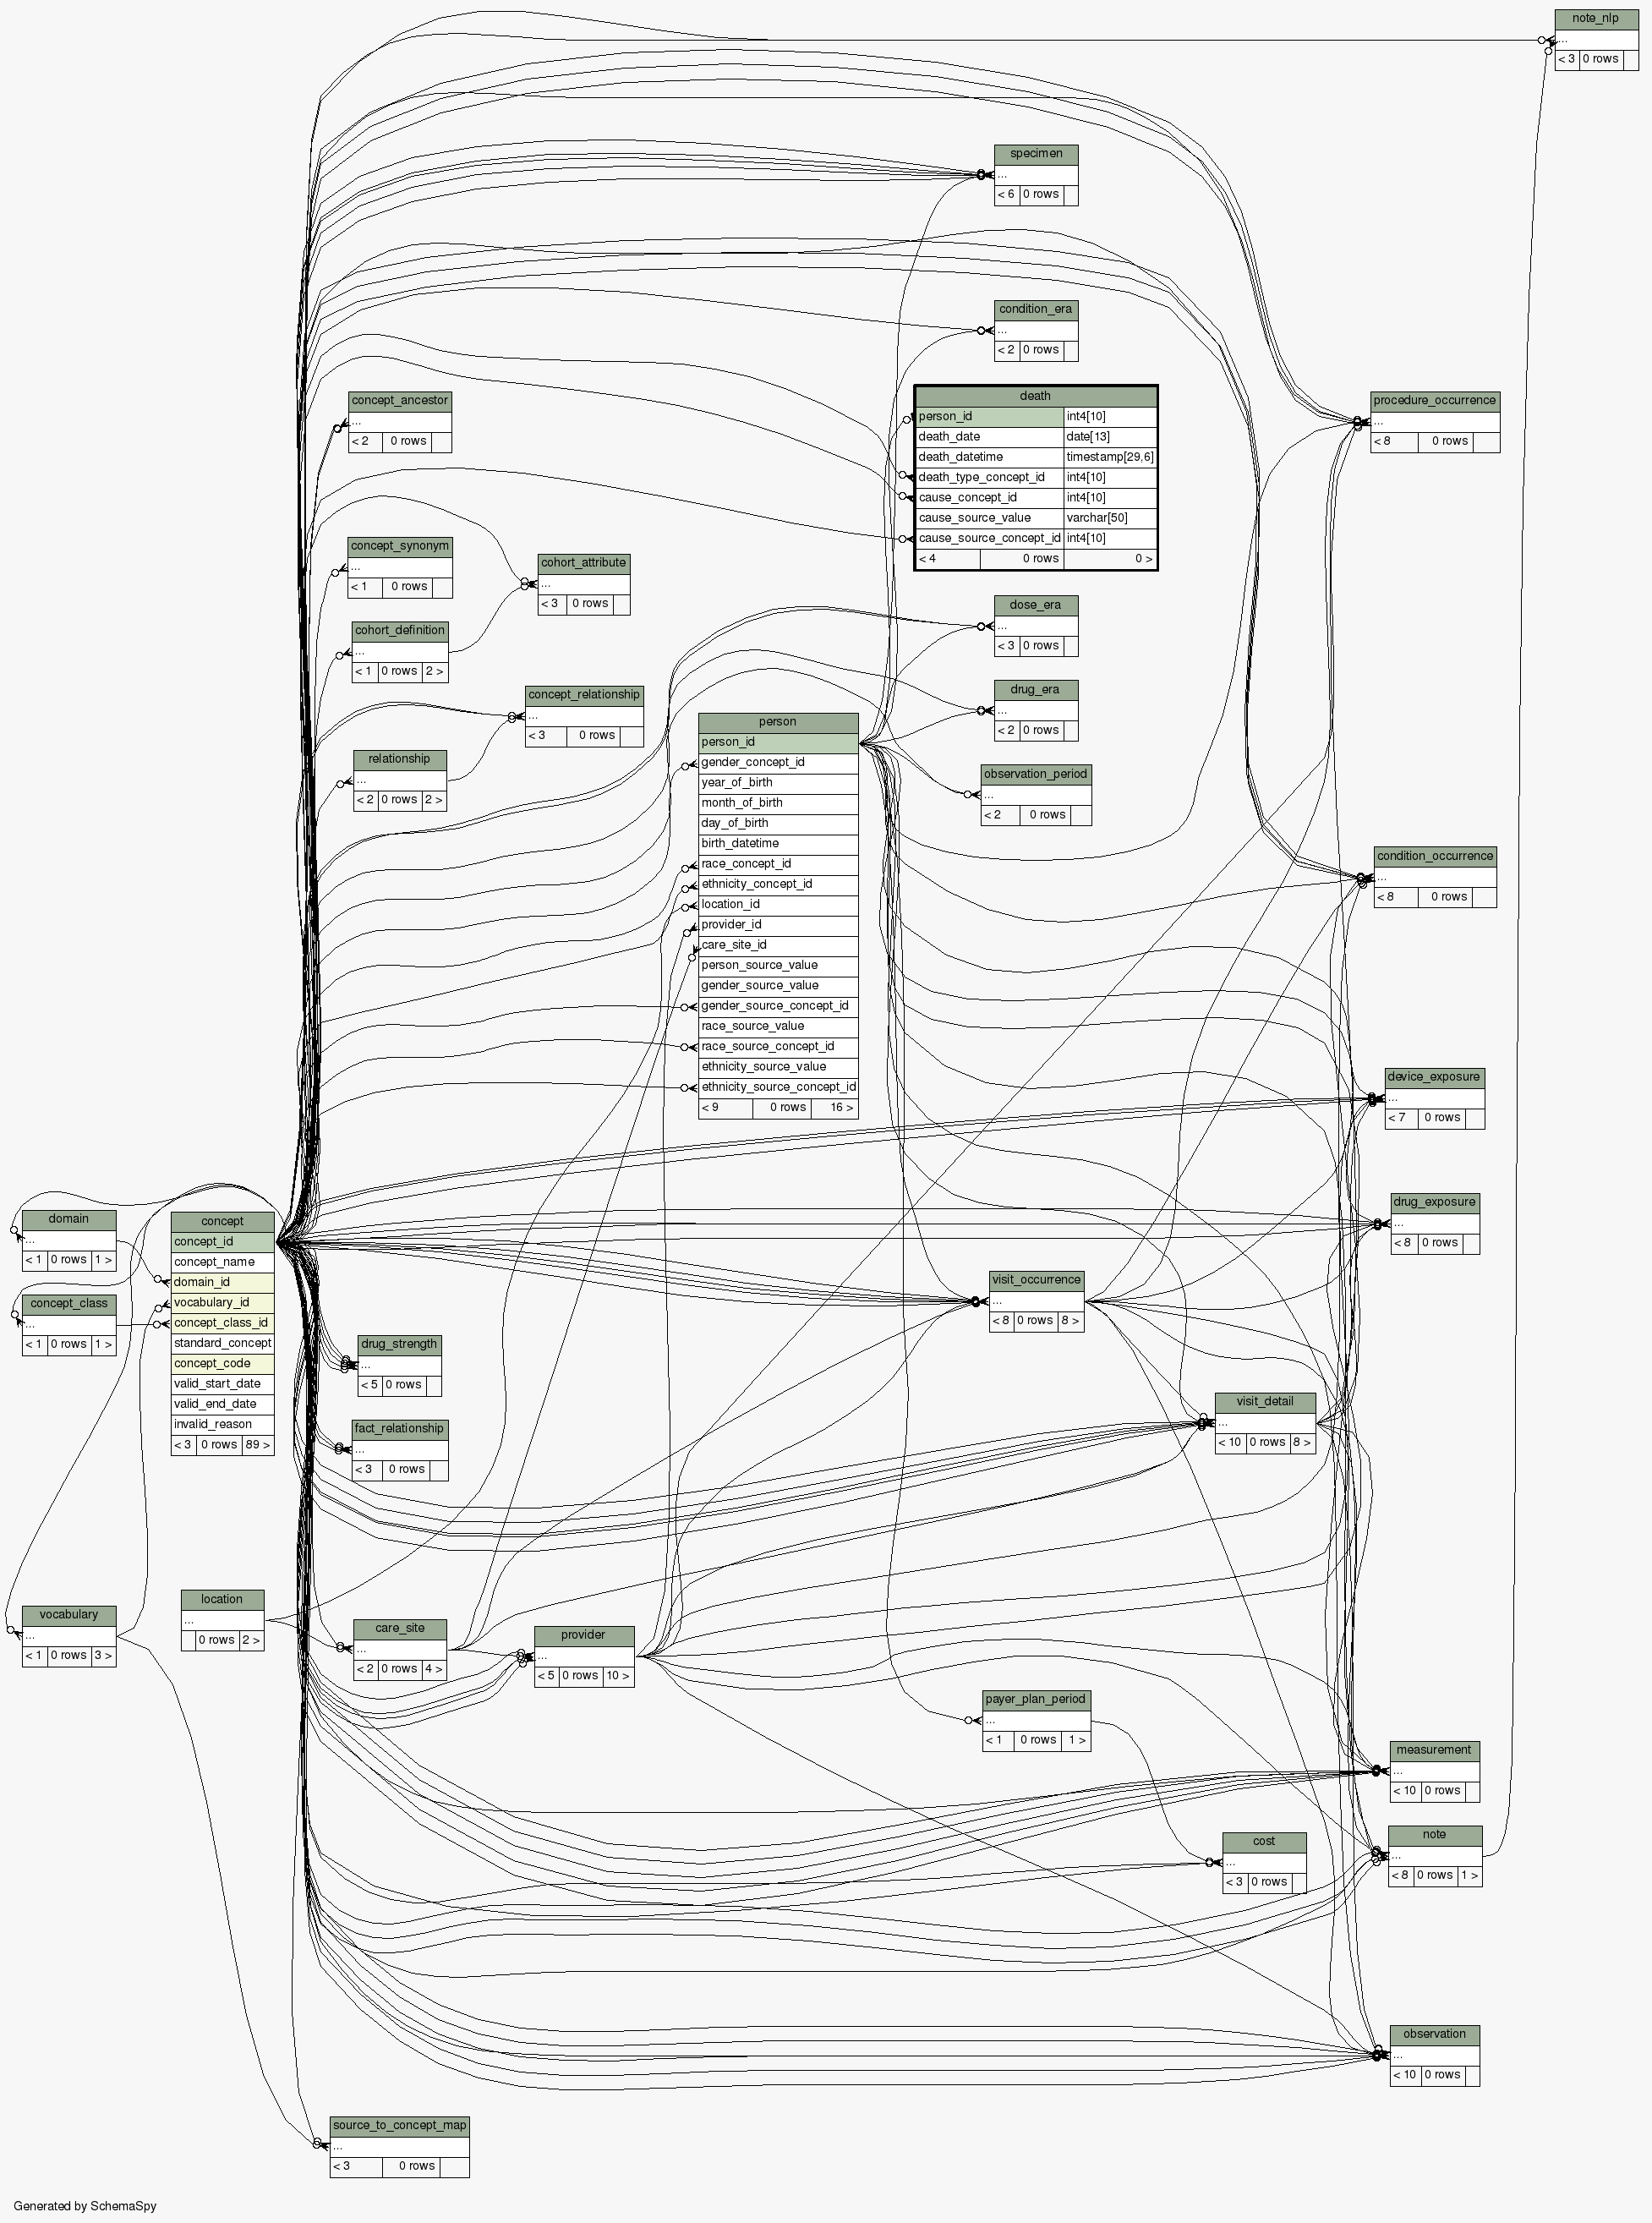 note_nlp
...
< 3 0 rows
specimen
...
< 6 0 rows
condition_era
...
< 2 0 rows
death
person_id int4[10]
death_date date[13]
death_datetime timestamp[29,6]
death_type_concept_id int4[10]
cause_concept_id int4[10]
cause_source_value varchar[50]
cause_source_concept_id int4[10]
< 4 0 rows 0 >
concept_ancestor
...
< 2 0 rows
procedure_occurrence
...
< 8 0 rows
concept_synonym
...
< 1 0 rows
cohort_attribute
...
< 3 0 rows
cohort_definition
...
< 1 0 rows 2 >
dose_era
...
< 3 0 rows
concept_relationship
...
< 3 0 rows
drug_era
...
< 2 0 rows
relationship
...
< 2 0 rows 2 >
person
person_id
gender_concept_id
year_of_birth
month_of_birth
day_of_birth
birth_datetime
race_concept_id
ethnicity_concept_id
location_id
provider_id
care_site_id
person_source_value
gender_source_value
gender_source_concept_id
race_source_value
race_source_concept_id
ethnicity_source_value
ethnicity_source_concept_id
< 9 0 rows 16 >
observation_period
...
< 2 0 rows
condition_occurrence
...
< 8 0 rows
device_exposure
...
< 7 0 rows
drug_exposure
...
< 8 0 rows
domain
...
< 1 0 rows 1 >
concept_class
...
< 1 0 rows 1 >
concept
concept_id
concept_name
domain_id
vocabulary_id
concept_class_id
standard_concept
concept_code
valid_start_date
valid_end_date
invalid_reason
< 3 0 rows 89 >
visit_occurrence
...
< 8 0 rows 8 >
drug_strength
...
< 5 0 rows
visit_detail
...
< 10 0 rows 8 >
fact_relationship
...
< 3 0 rows
location
...
0 rows 2 >
vocabulary
...
< 1 0 rows 3 >
care_site
...
< 2 0 rows 4 >
provider
...
< 5 0 rows 10 >
payer_plan_period
...
< 1 0 rows 1 >
measurement
...
< 10 0 rows
cost
...
< 3 0 rows
note
...
< 8 0 rows 1 >
observation
...
< 10 0 rows
source_to_concept_map
...
< 3 0 rows
Generated by SchemaSpy